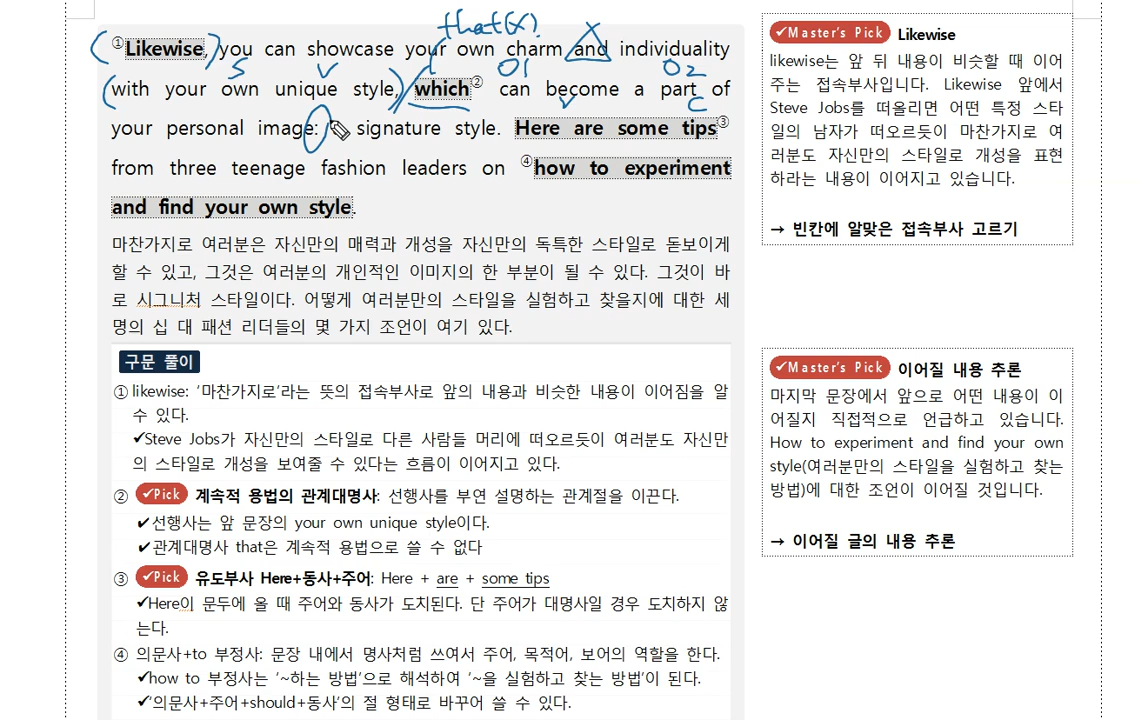 that(x).
①Likewise, you can showcase your own charm and individuality
S V O1 O2
with your own unique style, which② can become a part of
V C
your personal image: signature style. Here are some tips③
from three teenage fashion leaders on ④how to experiment
and find your own style.
마찬가지로 여러분은 자신만의 매력과 개성을 자신만의 독특한 스타일로 돋보이게
할 수 있고, 그것은 여러분의 개인적인 이미지의 한 부분이 될 수 있다. 그것이 바
로 시그니처 스타일이다. 어떻게 여러분만의 스타일을 실험하고 찾을지에 대한 세
명의 십 대 패션 리더들의 몇 가지 조언이 여기 있다.
구문 풀이
① likewise: '마찬가지로'라는 뜻의 접속부사로 앞의 내용과 비슷한 내용이 이어짐을 알
수 있다.
✔Steve Jobs가 자신만의 스타일로 다른 사람들 머리에 떠오르듯이 여러분도 자신만
의 스타일로 개성을 보여줄 수 있다는 흐름이 이어지고 있다.
② ✔Pick 계속적 용법의 관계대명사: 선행사를 부연 설명하는 관계절을 이끈다.
✔선행사는 앞 문장의 your own unique style이다.
✔관계대명사 that은 계속적 용법으로 쓸 수 없다
③ ✔Pick 유도부사 Here+동사+주어: Here + are + some tips
✔Here이 문두에 올 때 주어와 동사가 도치된다. 단 주어가 대명사일 경우 도치하지 않
는다.
④ 의문사+to 부정사: 문장 내에서 명사처럼 쓰여서 주어, 목적어, 보어의 역할을 한다.
✔how to 부정사는 '~하는 방법'으로 해석하여 '~을 실험하고 찾는 방법'이 된다.
✔'의문사+주어+should+동사'의 절 형태로 바꾸어 쓸 수 있다.
✔Master's Pick Likewise
likewise는 앞 뒤 내용이 비슷할 때 이어
주는 접속부사입니다. Likewise 앞에서
Steve Jobs를 떠올리면 어떤 특정 스타
일의 남자가 떠오르듯이 마찬가지로 여
러분도 자신만의 스타일로 개성을 표현
하라는 내용이 이어지고 있습니다.
→ 빈칸에 알맞은 접속부사 고르기
✔Master's Pick 이어질 내용 추론
마지막 문장에서 앞으로 어떤 내용이 이
어질지 직접적으로 언급하고 있습니다.
How to experiment and find your own
style(여러분만의 스타일을 실험하고 찾는
방법)에 대한 조언이 이어질 것입니다.
→ 이어질 글의 내용 추론